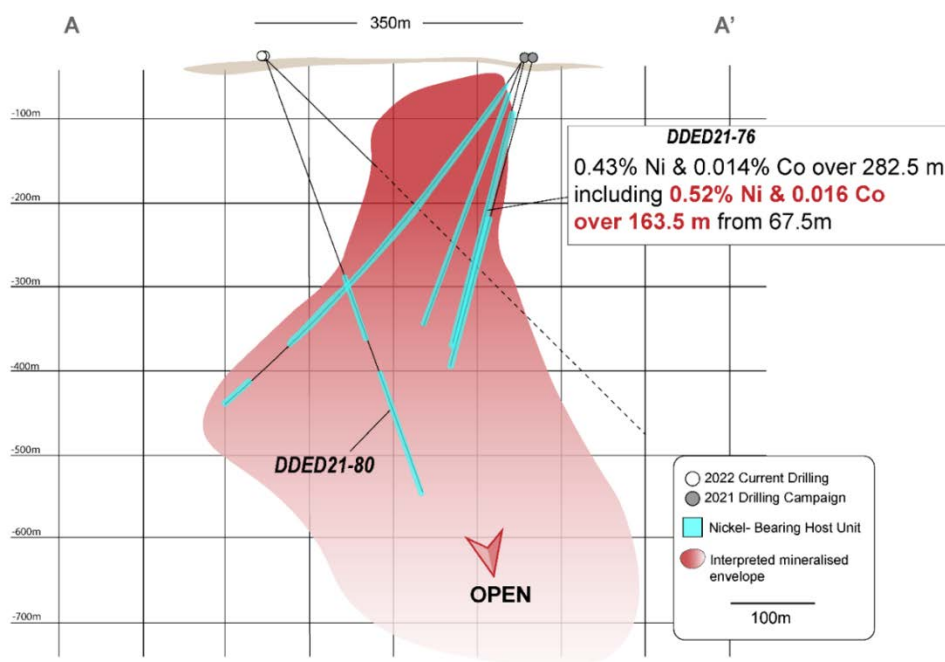 A
350m
A’
-100m
DDED21-76
0.43% Ni & 0.014% Co over 282.5 m
including 0.52% Ni & 0.016 Co
over 163.5 m from 67.5m
-200m
-300m
-400m
DDED21-80
-500m
-600m
OPEN
-700m
2022 Current Drilling
2021 Drilling Campaign
Nickel- Bearing Host Unit
Interpreted mineralised
envelope
100m